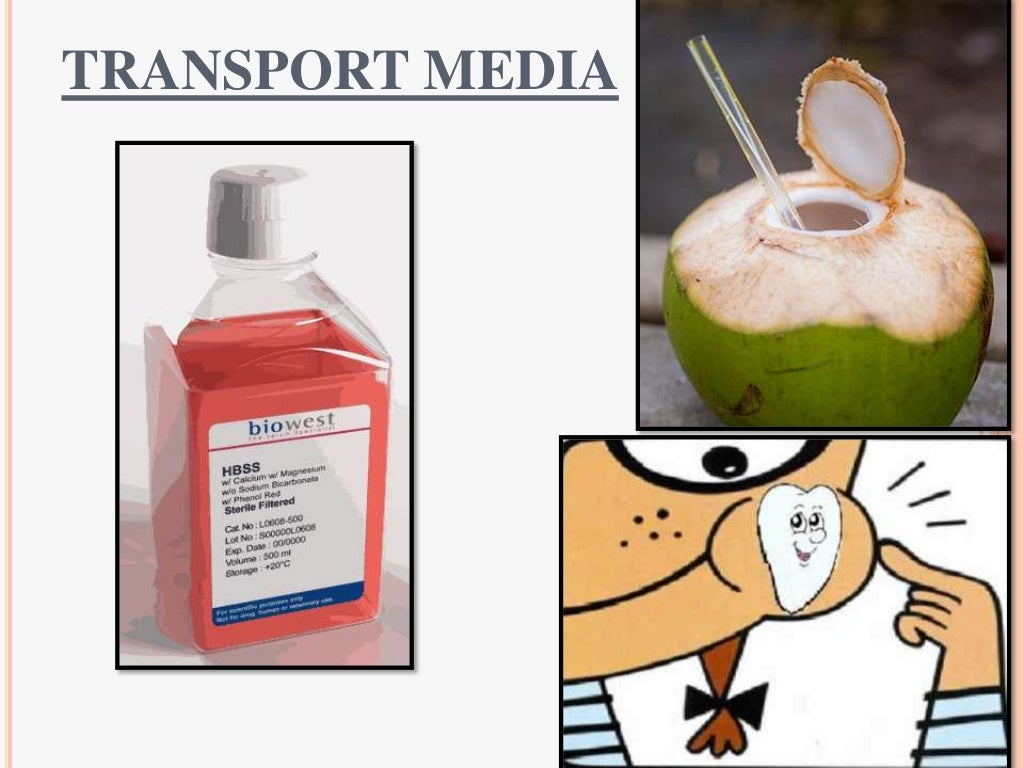 TRANSPORT MEDIA
biowest
the serum specialist
HBSS
w/ Calcium w/ Magnesium
w/o Sodium Bicarbonate
w/ Phenol Red
Sterile Filtered
Cat. No : L0608-500
Lot No : S00000L0608
Exp. Date : 00/0000
Volume : 500 ml
Storage : +20°C
For scientific purposes only
Not for drug, human or veterinary use.